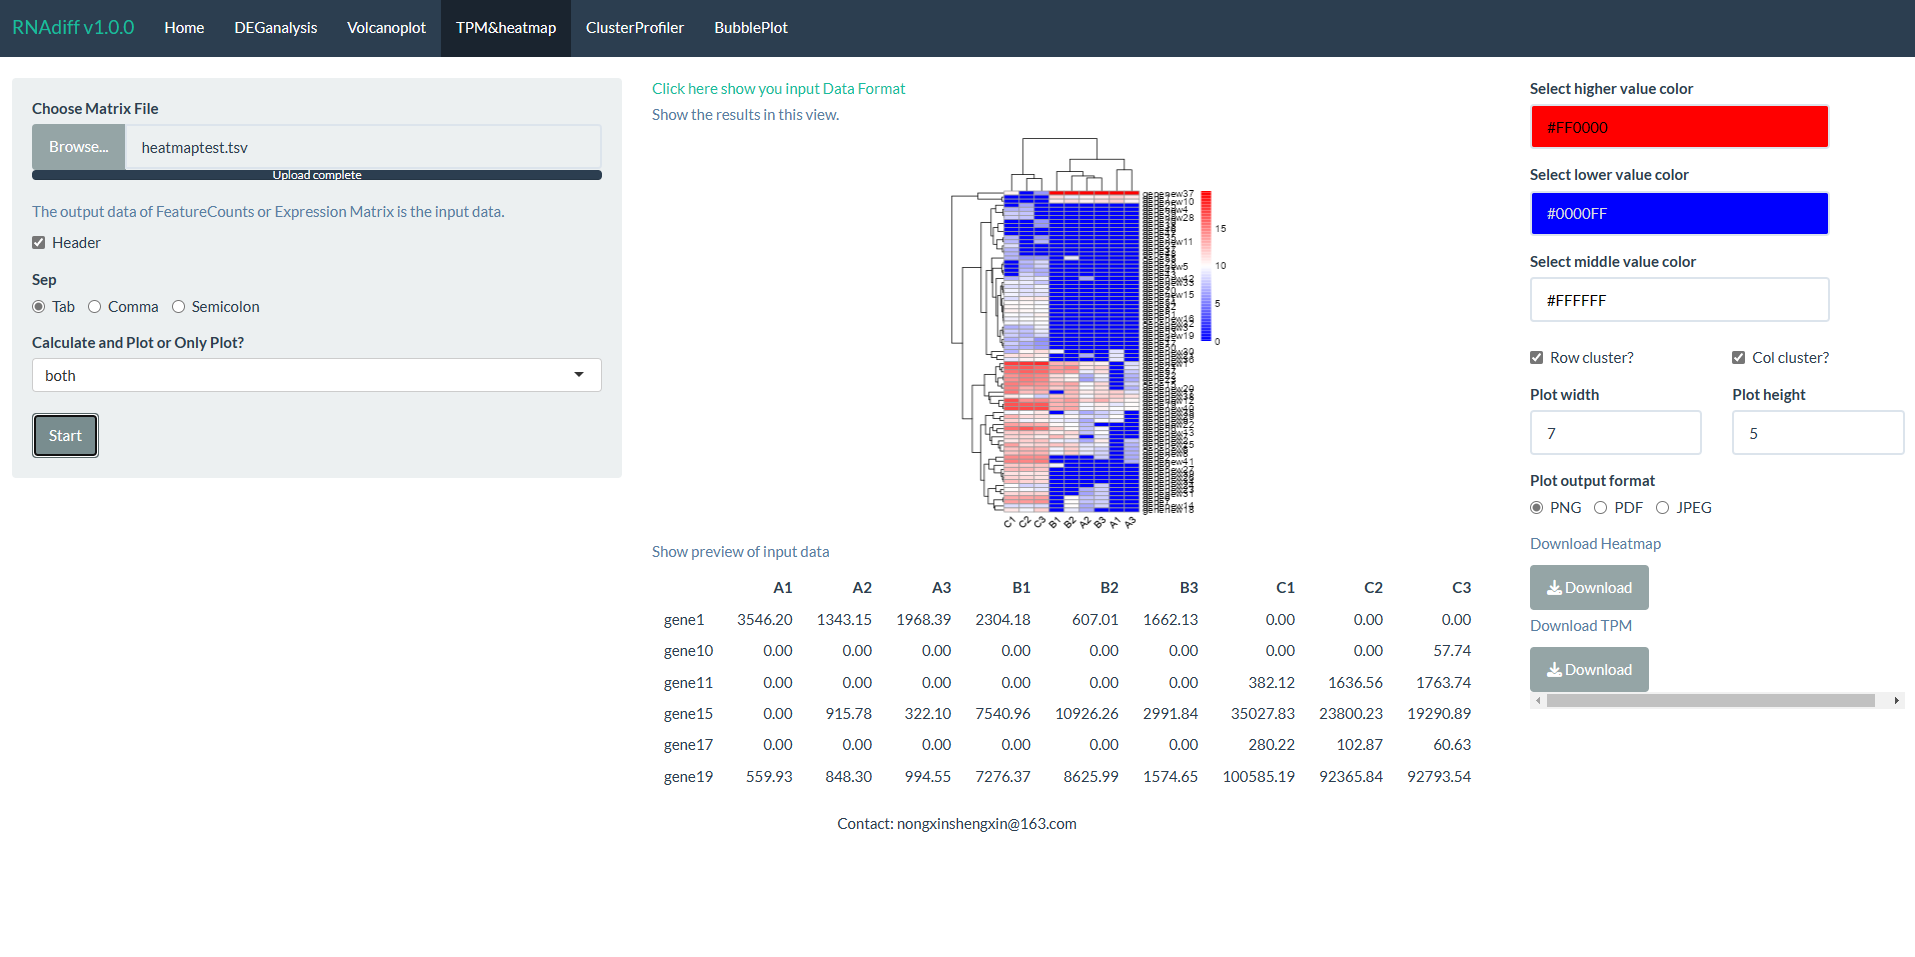 RNAdiff v1.0.0 Home DEGanalysis Volcanoplot TPM&heatmap ClusterProfiler BubblePlot
Choose Matrix File
Browse... heatmaptest.tsv
Upload complete
The output data of FeatureCounts or Expression Matrix is the input data.
Header
Sep
Tab Comma Semicolon
Calculate and Plot or Only Plot?
both
Start
Click here show you input Data Format
Show the results in this view.
genenew37
genenew10
15
10
5
0
C1 C2 C3 B1 B2 A2 B3 A1 A3
Show preview of input data
A1 A2 A3 B1 B2 B3 C1 C2 C3
gene1 3546.20 1343.15 1968.39 2304.18 607.01 1662.13 0.00 0.00 0.00
gene10 0.00 0.00 0.00 0.00 0.00 0.00 0.00 0.00 57.74
gene11 0.00 0.00 0.00 0.00 0.00 0.00 382.12 1636.56 1763.74
gene15 0.00 915.78 322.10 7540.96 10926.26 2991.84 35027.83 23800.23 19290.89
gene17 0.00 0.00 0.00 0.00 0.00 0.00 280.22 102.87 60.63
gene19 559.93 848.30 994.55 7276.37 8625.99 1574.65 100585.19 92365.84 92793.54
Contact: nongxinshengxin@163.com
Select higher value color
#FF0000
Select lower value color
#0000FF
Select middle value color
#FFFFFF
Row cluster? Col cluster?
Plot width Plot height
7 5
Plot output format
PNG PDF JPEG
Download Heatmap
Download
Download TPM
Download